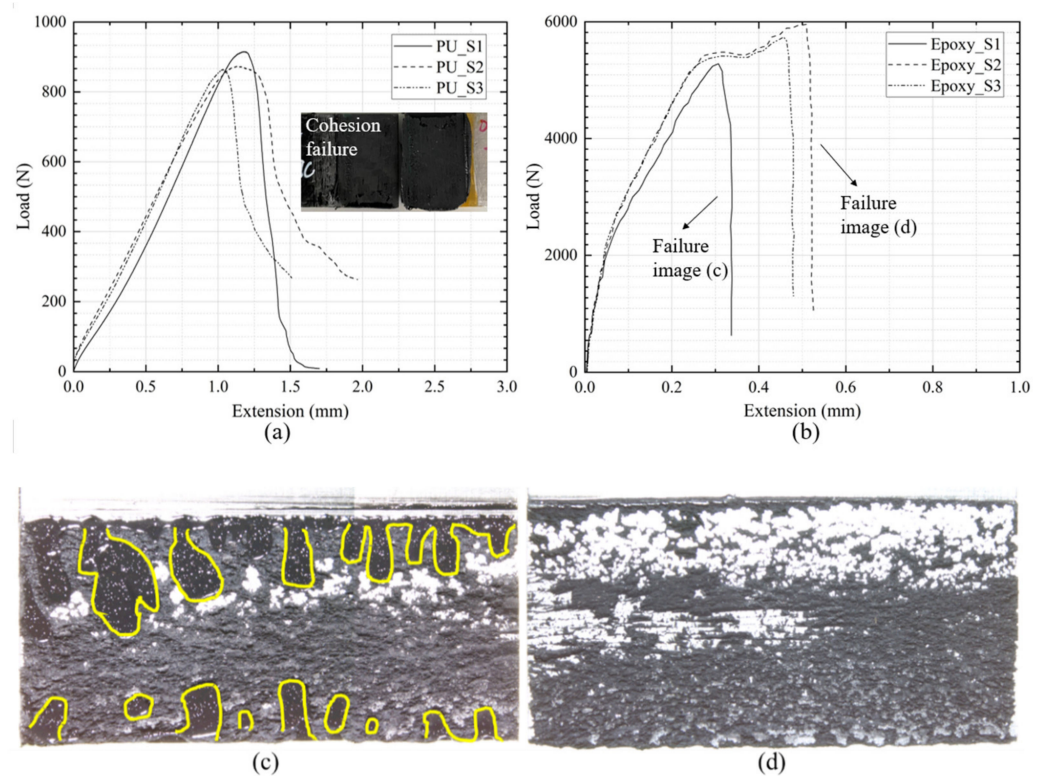 1000
800
600
400
200
0
Load (N)
PU_S1
PU_S2
PU_S3
Cohesion
failure
0.0 0.5 1.0 1.5 2.0 2.5 3.0
Extension (mm)
(a)
6000
4000
2000
0
Load (N)
Epoxy_S1
Epoxy_S2
Epoxy_S3
Failure
image (c)
Failure
image (d)
0.0 0.2 0.4 0.6 0.8 1.0
Extension (mm)
(b)
(c)
(d)